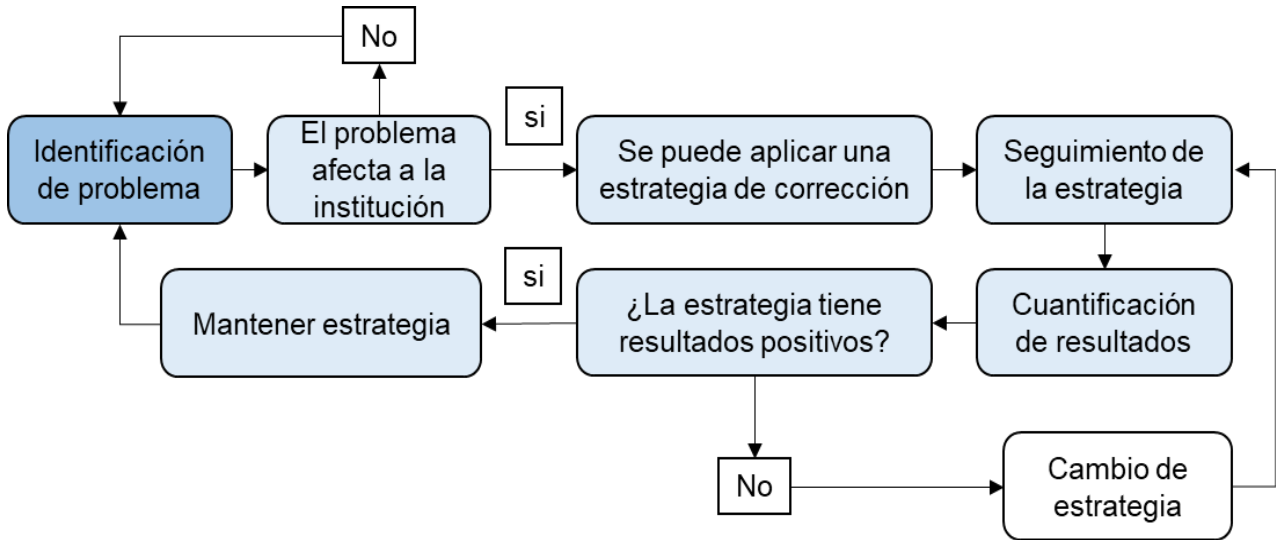 No
si
Identificación
de problema
El problema
afecta a la
institución
Se puede aplicar una
estrategia de corrección
Seguimiento de
la estrategia
si
Mantener estrategia
¿La estrategia tiene
resultados positivos?
Cuantificación
de resultados
No
Cambio de
estrategia